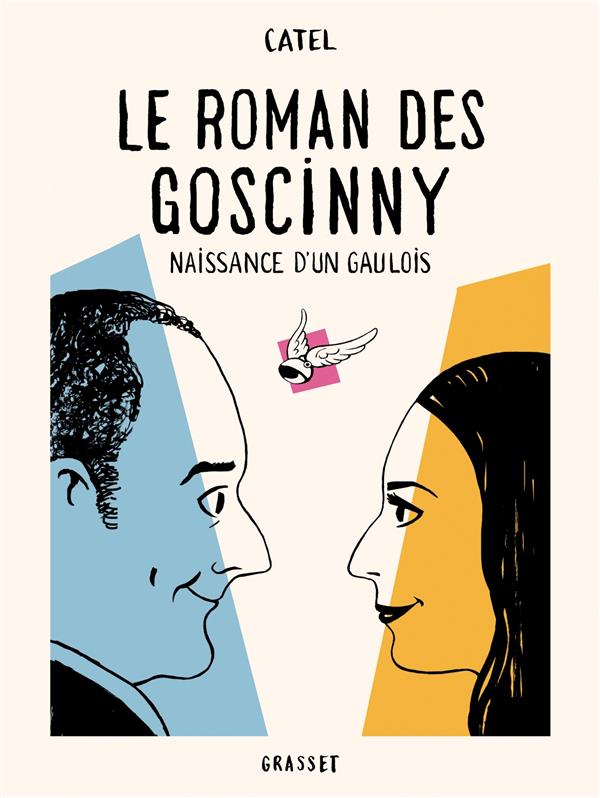 CATEL
LE ROMAN DES
GOSCINNY
NAISSANCE D'UN GAULOIS
GRASSET